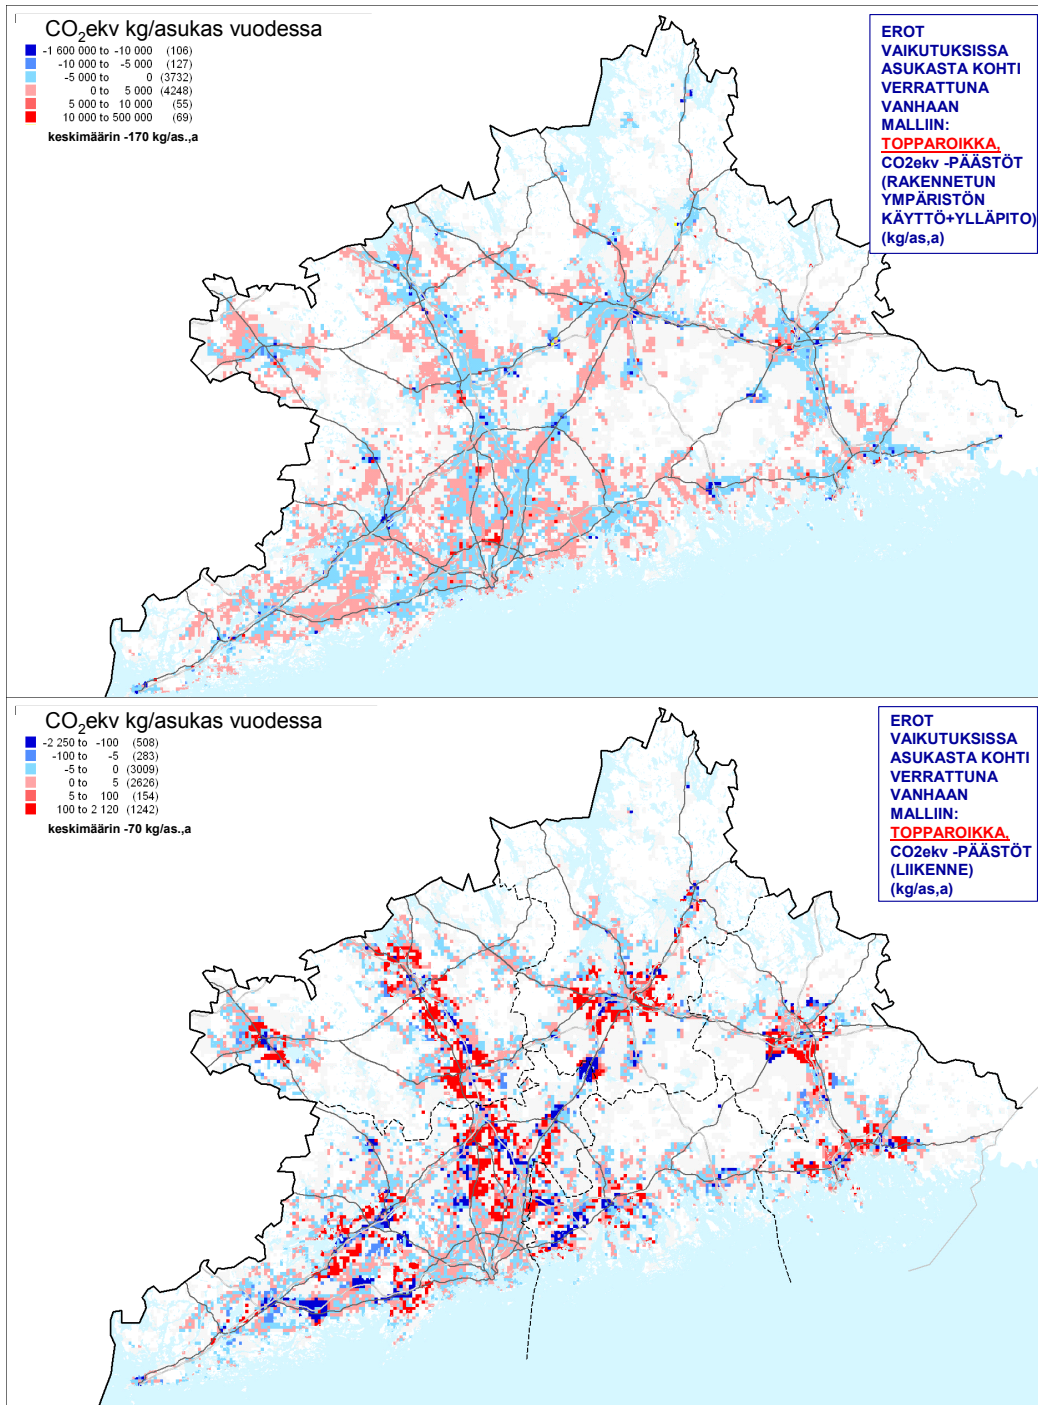 CO2ekv kg/asukas vuodessa
-1 600 000 to -10 000 (106)
-10 000 to -5 000 (127)
-5 000 to 0 (3732)
0 to 5 000 (4248)
5 000 to 10 000 (55)
10 000 to 500 000 (69)
keskimäärin -170 kg/as.,a
EROT
VAIKUTUKSISSA
ASUKASTA KOHTI
VERRATTUNA
VANHAAN
MALLIIN:
TOPPAROIKKA,
CO2ekv -PÄÄSTÖT
(RAKENNETUN
YMPÄRISTÖN
KÄYTTÖ+YLLÄPITO)
(kg/as,a)
CO2ekv kg/asukas vuodessa
-2 250 to -100 (508)
-100 to -5 (283)
-5 to 0 (3009)
0 to 5 (2626)
5 to 100 (154)
100 to 2 120 (1242)
keskimäärin -70 kg/as.,a
EROT
VAIKUTUKSISSA
ASUKASTA KOHTI
VERRATTUNA
VANHAAN
MALLIIN:
TOPPAROIKKA,
CO2ekv -PÄÄSTÖT
(LIIKENNE)
(kg/as,a)